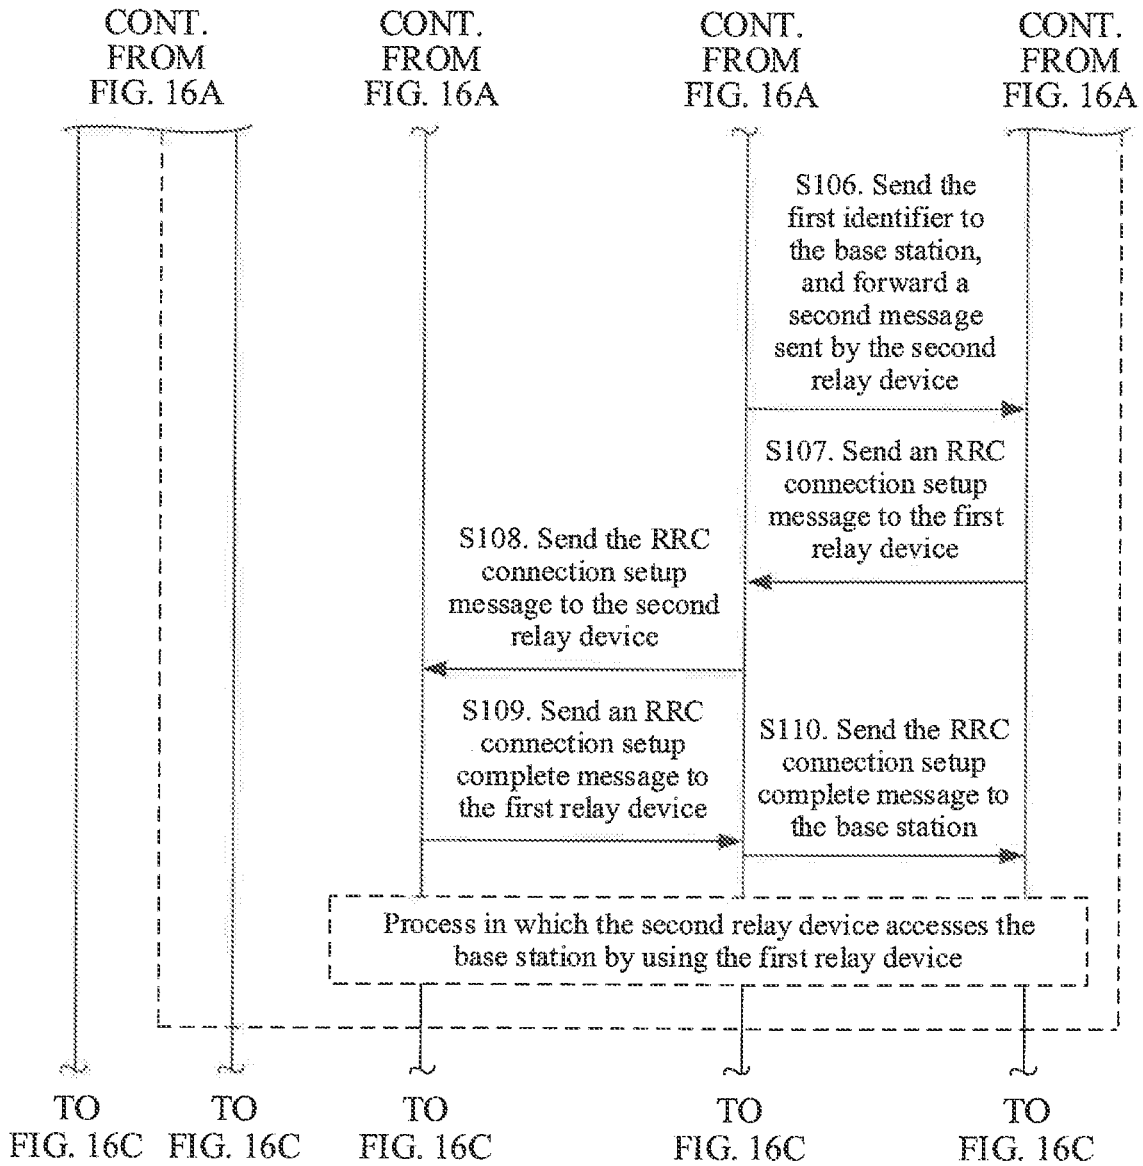 CONT.
FROM
FIG. 16A
CONT.
FROM
FIG. 16A
CONT.
FROM
FIG. 16A
CONT.
FROM
FIG. 16A
S106. Send the
first identifier to
the base station,
and forward a
second message
sent by the second
relay device
S107. Send an RRC
connection setup
message to the first
relay device
S108. Send the RRC
connection setup
message to the second
relay device
S109. Send an RRC
connection setup
complete message to
the first relay device
S110. Send the RRC
connection setup
complete message to
the base station
Process in which the second relay device accesses the
base station by using the first relay device
TO
FIG. 16C
TO
FIG. 16C
TO
FIG. 16C
TO
FIG. 16C
TO
FIG. 16C